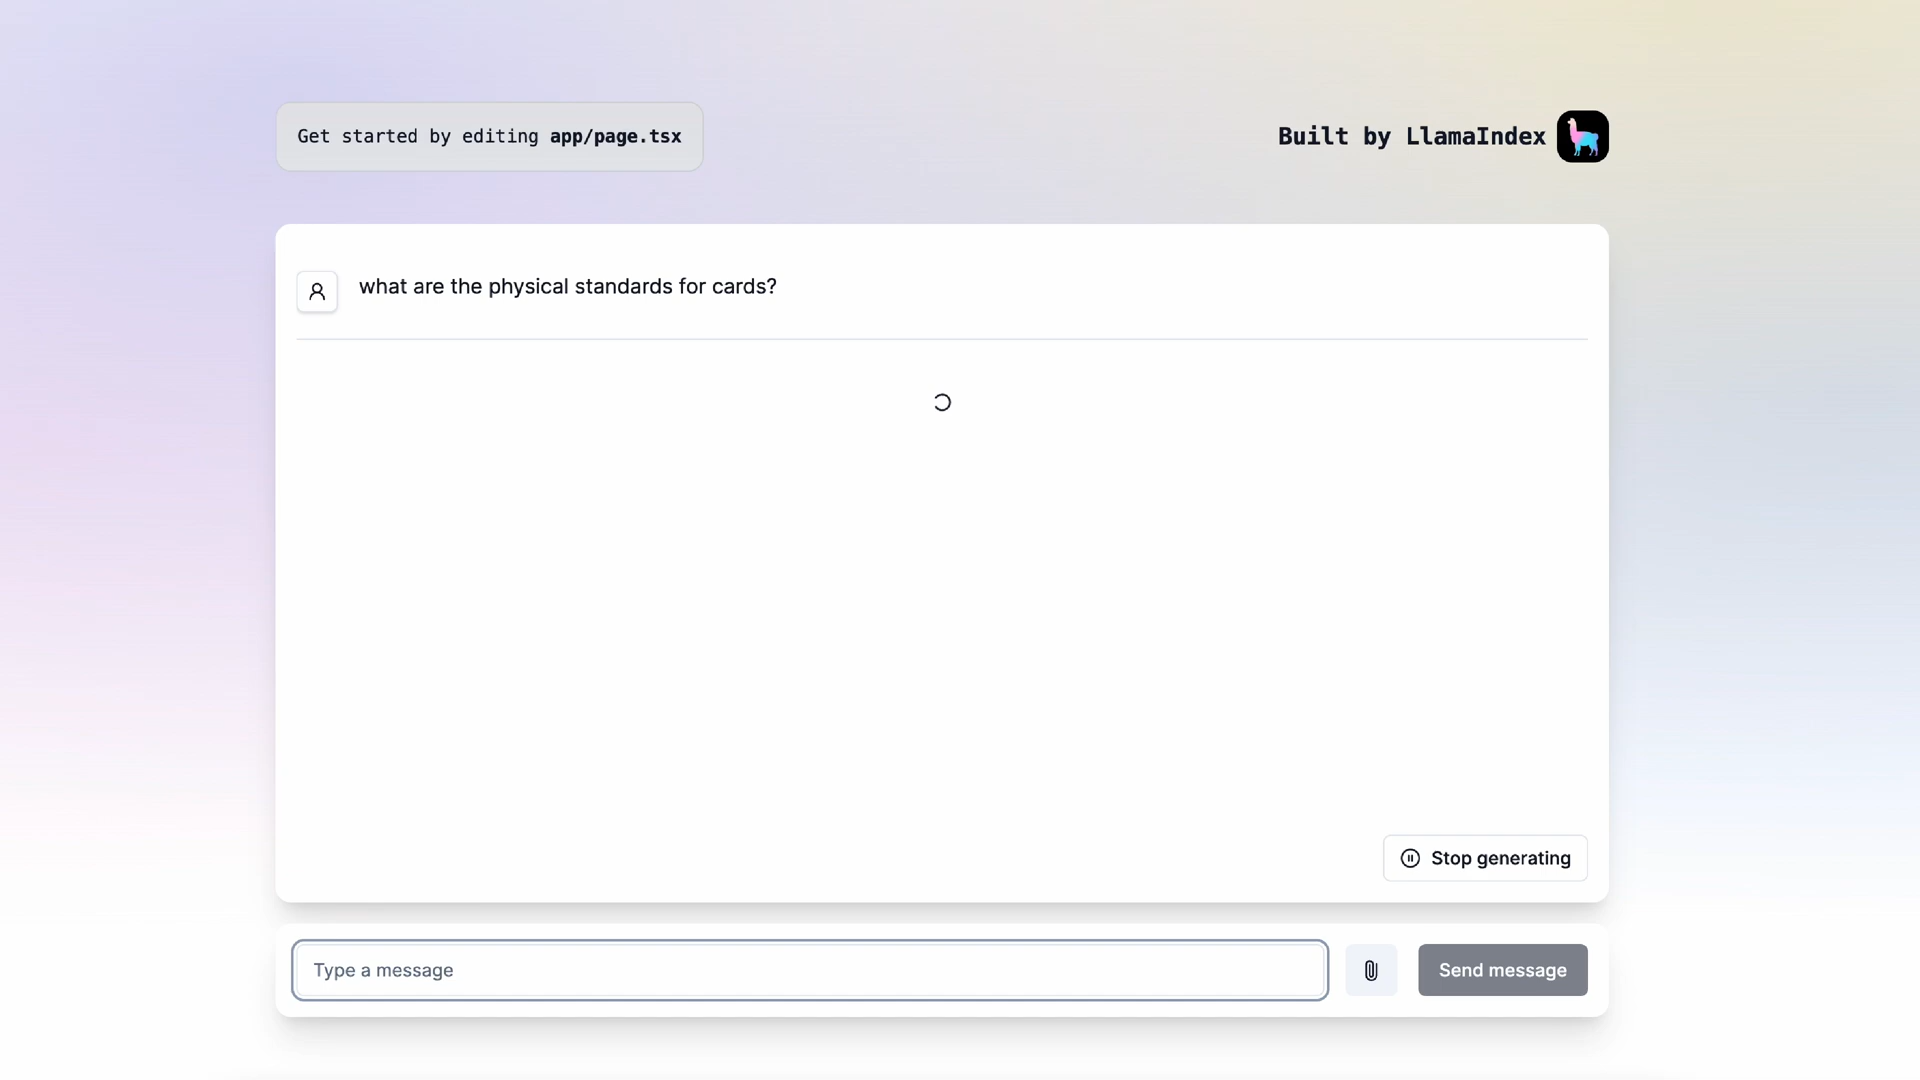 Get started by editing app/page.tsx
Built by LlamaIndex
what are the physical standards for cards?
Stop generating
Type a message
Send message